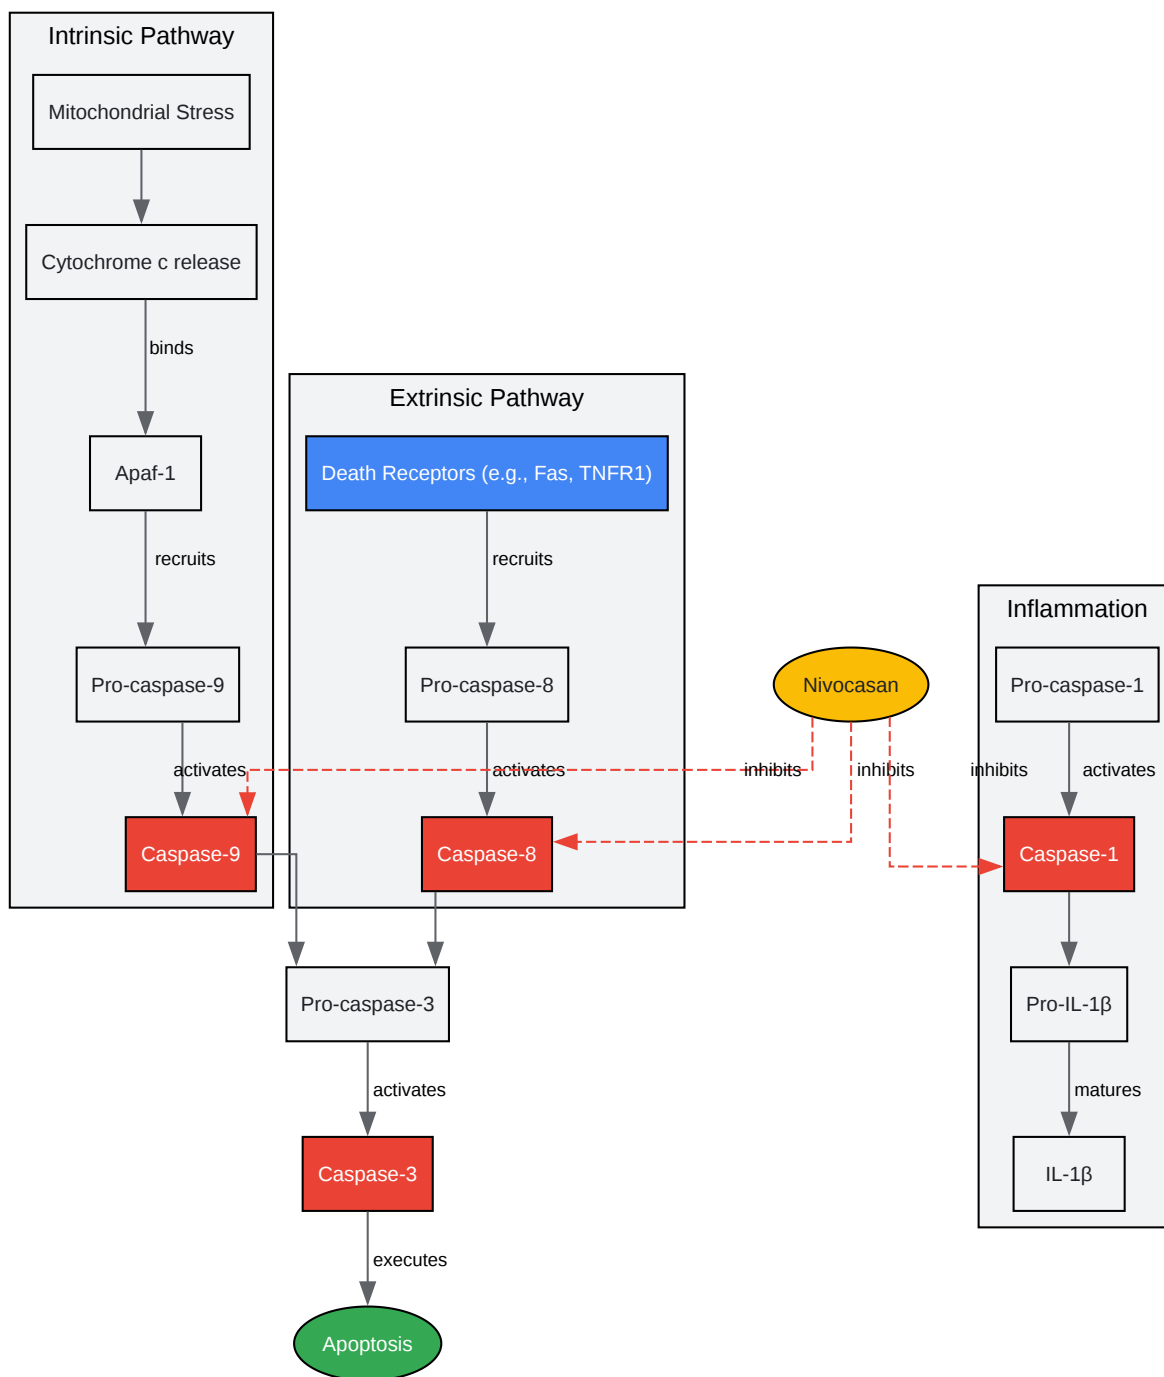 Intrinsic Pathway
Mitochondrial Stress
Cytochrome c release
binds
Apaf-1
recruits
Pro-caspase-9
activates
Caspase-9
Extrinsic Pathway
Death Receptors (e.g., Fas, TNFR1)
recruits
Pro-caspase-8
activates
Caspase-8
Nivocasan
inhibits
inhibits
inhibits
Inflammation
Pro-caspase-1
activates
Caspase-1
Pro-IL-1β
matures
IL-1β
Pro-caspase-3
activates
Caspase-3
executes
Apoptosis